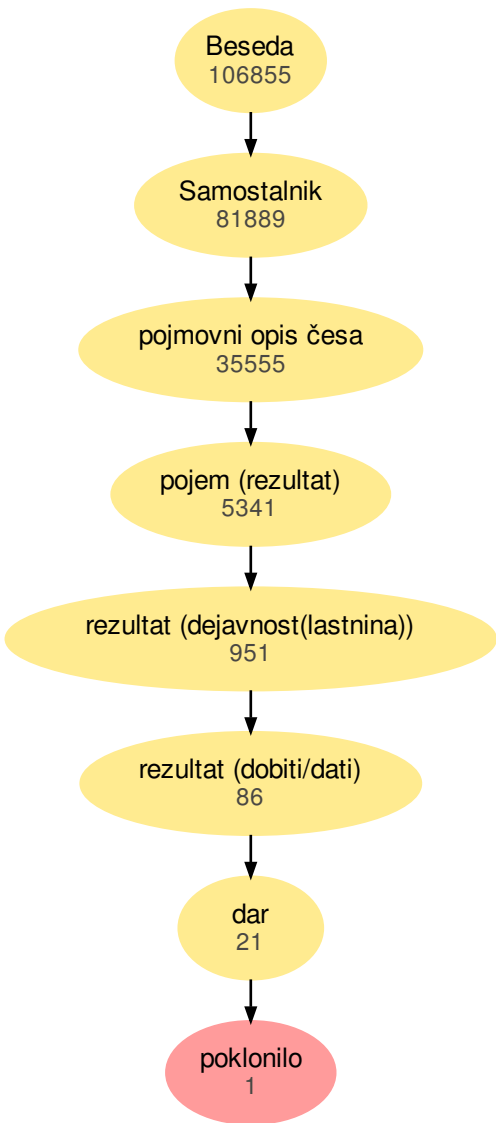 Beseda
106855
Samostalnik
81889
pojmovni opis česa
35555
pojem (rezultat)
5341
rezultat (dejavnost(lastnina))
951
rezultat (dobiti/dati)
86
dar
21
poklonilo
1